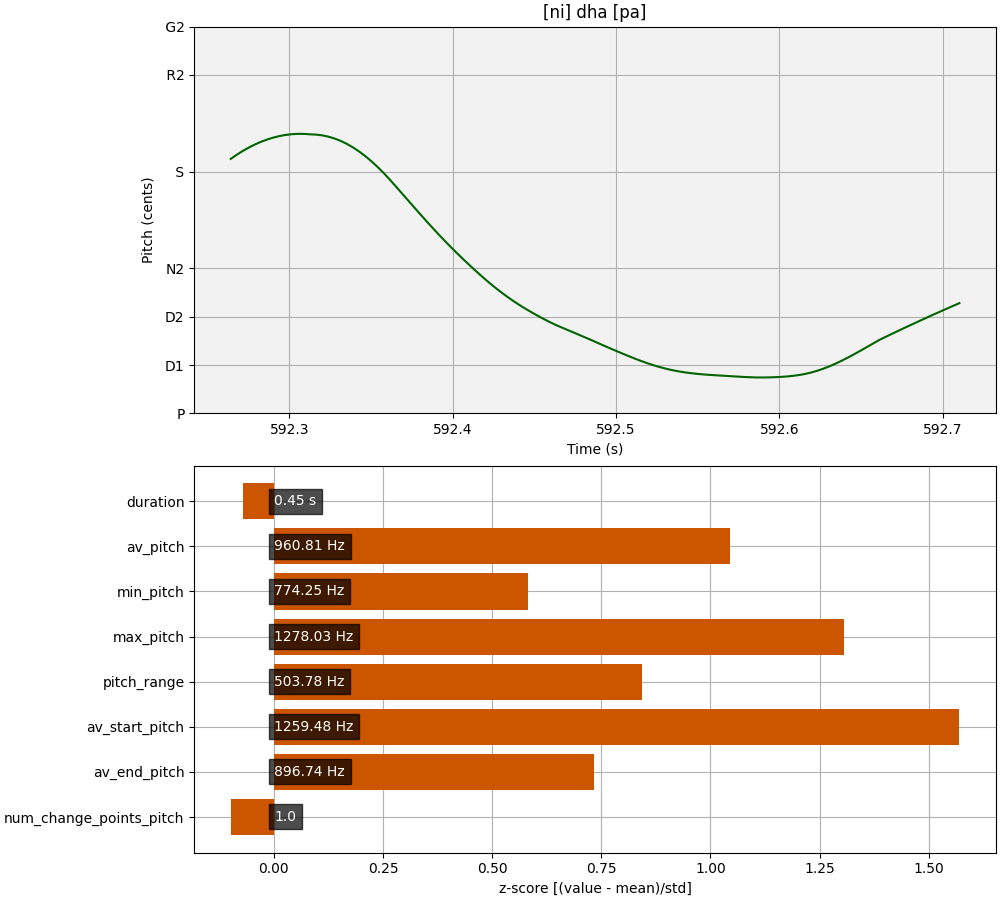 [ni] dha [pa]
G2
R2
S
N2
D2
D1
P
Pitch (cents)
592.3 592.4 592.5 592.6 592.7
Time (s)
duration 0.45 s
av_pitch 960.81 Hz
min_pitch 774.25 Hz
max_pitch 1278.03 Hz
pitch_range 503.78 Hz
av_start_pitch 1259.48 Hz
av_end_pitch 896.74 Hz
num_change_points_pitch 1.0
0.00 0.25 0.50 0.75 1.00 1.25 1.50
z-score [(value - mean)/std]